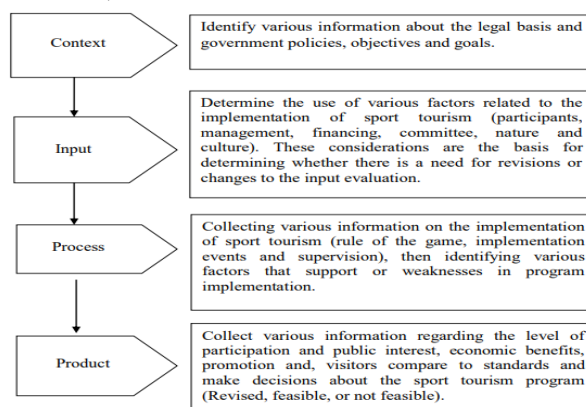 Context
Identify various information about the legal basis and
government policies, objectives and goals.
Input
Determine the use of various factors related to the
implementation of sport tourism (participants,
management, financing, committee, nature and
culture). These considerations are the basis for
determining whether there is a need for revisions or
changes to the input evaluation.
Process
Collecting various information on the implementation
of sport tourism (rule of the game, implementation
events and supervision), then identifying various
factors that support or weaknesses in program
implementation.
Product
Collect various information regarding the level of
participation and public interest, economic benefits,
promotion and, visitors compare to standards and
make decisions about the sport tourism program
(Revised, feasible, or not feasible).